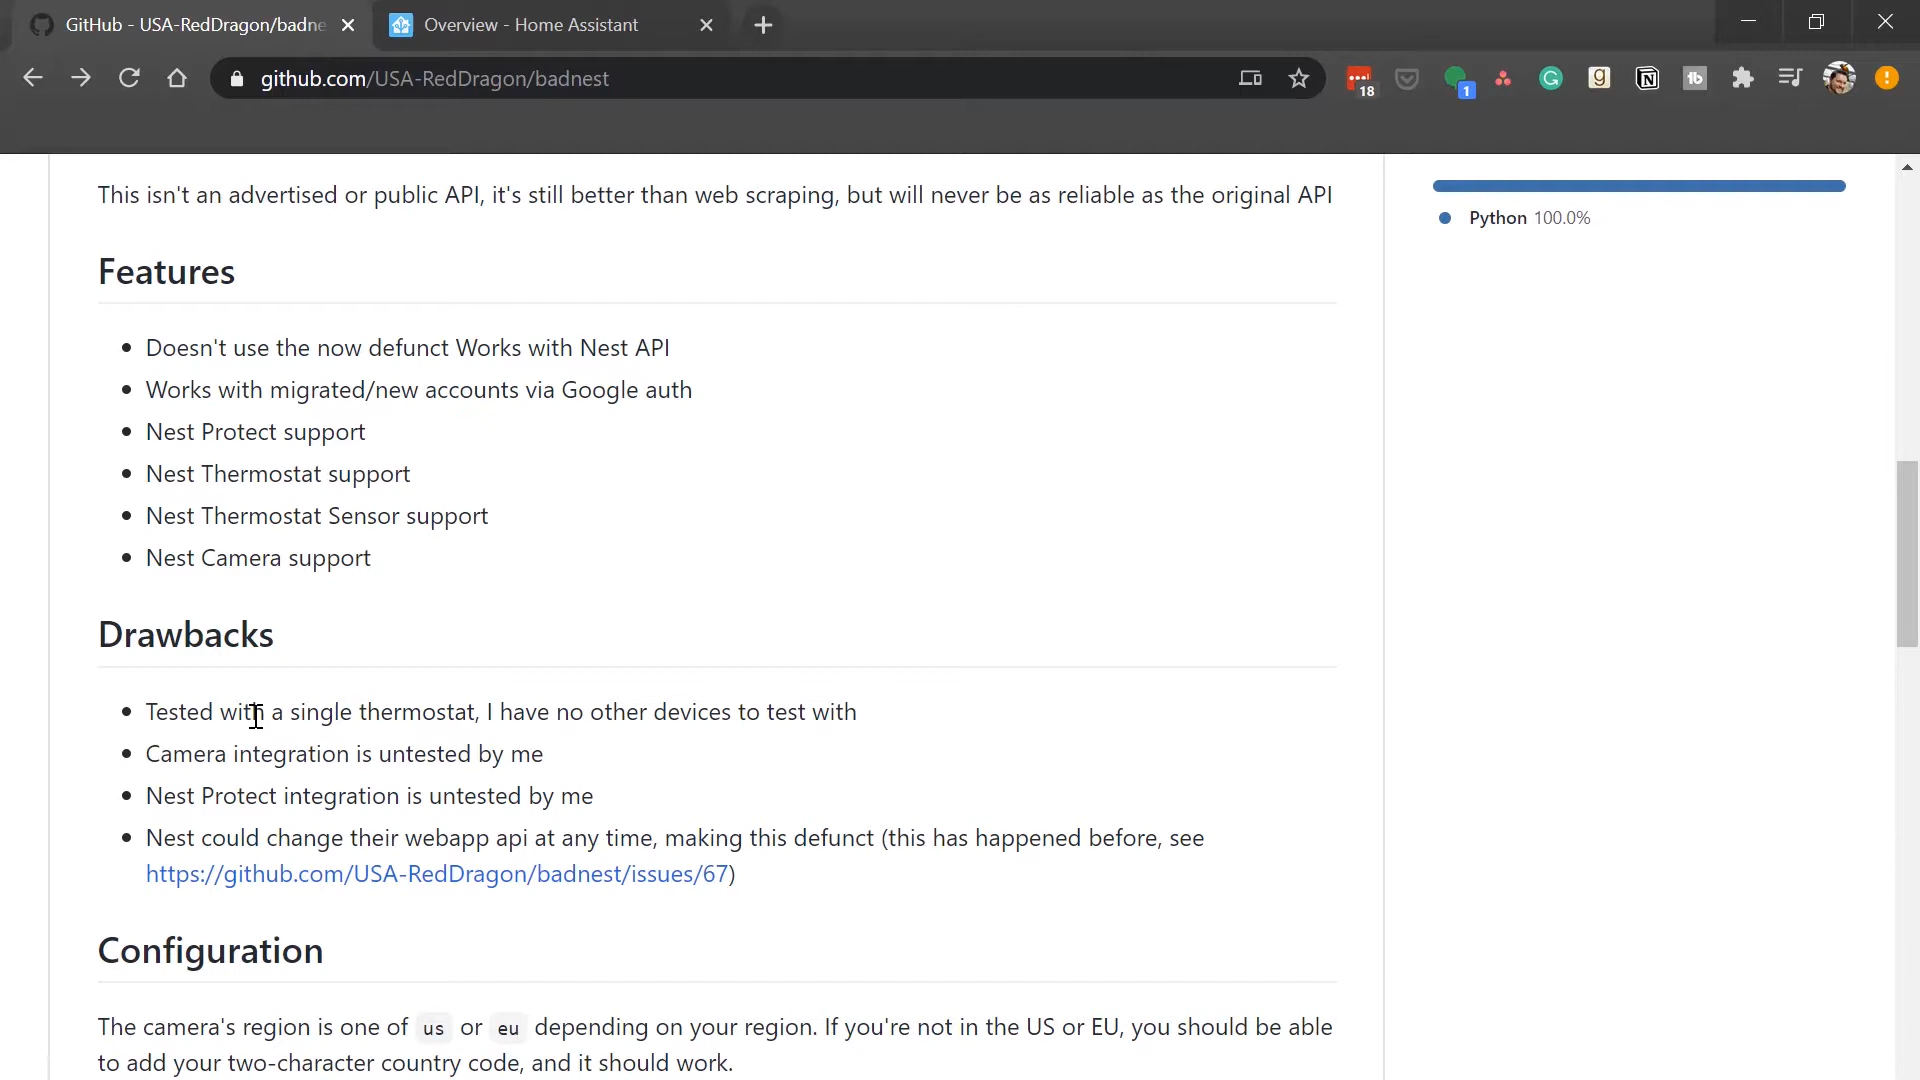 GitHub - USA-RedDragon/badne
Overview - Home Assistant
github.com/USA-RedDragon/badnest
18
1
This isn't an advertised or public API, it's still better than web scraping, but will never be as reliable as the original API
Python 100.0%
Features
Doesn't use the now defunct Works with Nest API
Works with migrated/new accounts via Google auth
Nest Protect support
Nest Thermostat support
Nest Thermostat Sensor support
Nest Camera support
Drawbacks
Tested with a single thermostat, I have no other devices to test with
Camera integration is untested by me
Nest Protect integration is untested by me
Nest could change their webapp api at any time, making this defunct (this has happened before, see
https://github.com/USA-RedDragon/badnest/issues/67)
Configuration
The camera's region is one of us or eu depending on your region. If you're not in the US or EU, you should be able
to add your two-character country code, and it should work.